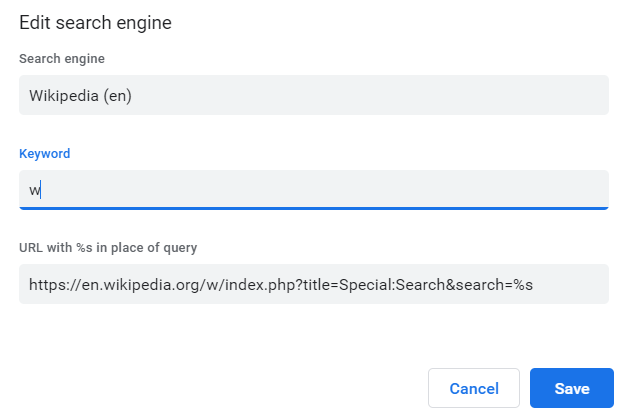 Edit search engine
Search engine
Wikipedia (en)
Keyword
w
URL with %s in place of query
https://en.wikipedia.org/w/index.php?title=Special:Search&search=%s
Cancel Save